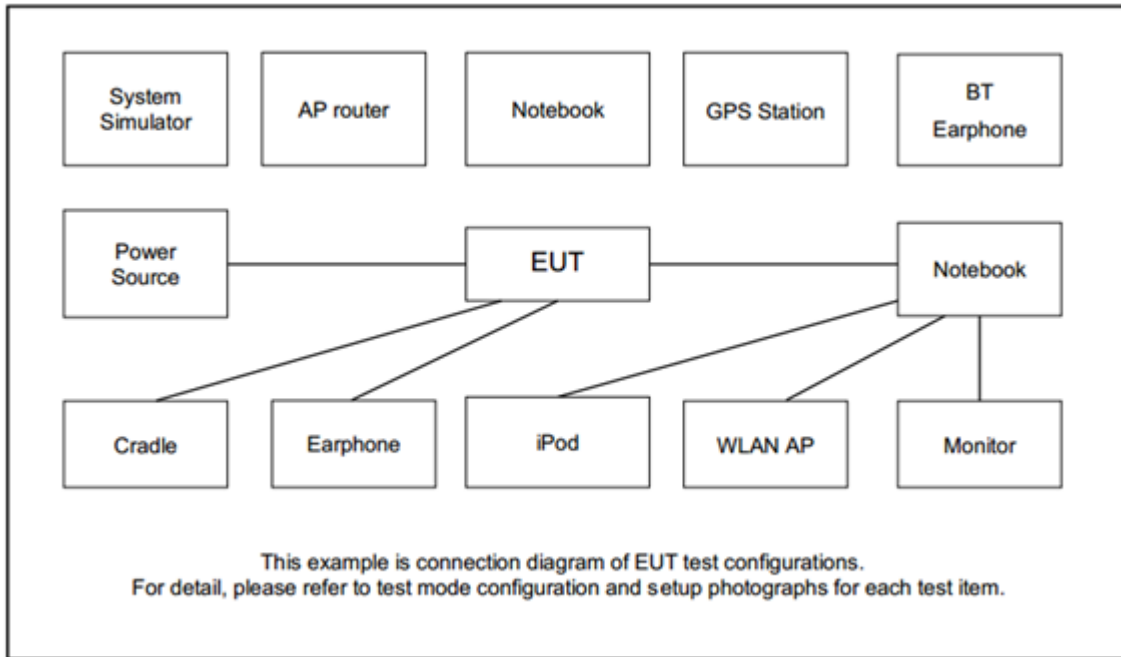 System
Simulator
AP router
Notebook
GPS Station
BT
Earphone
Power
Source
EUT
Notebook
Cradle
Earphone
iPod
WLAN AP
Monitor
This example is connection diagram of EUT test configurations.
For detail, please refer to test mode configuration and setup photographs for each test item.